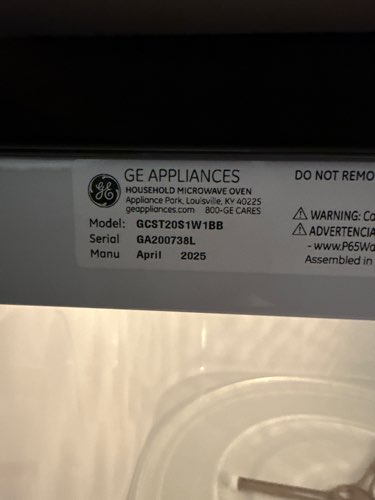 GE APPLIANCES
HOUSEHOLD MICROWAVE OVEN
Appliance Park, Louisville, KY 40225
geappliances.com 800-GE CARES
Model: GCST20S1W1BB
Serial GA200738L
Manu April 2025
DO NOT REMO
WARNING: Ca
ADVERTENCIA
- www.P65Wa
Assembled in